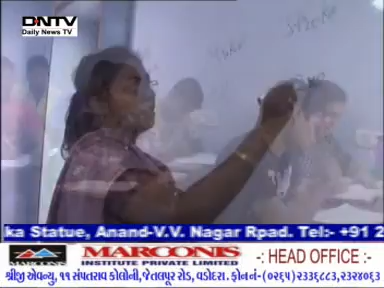 DNTV
Daily News TV
ka Statue, Anand-V.V. Nagar Rpad. Tel:- +91 2
MARCONIS
INSTITUTE PRIVATE LIMITED
-: HEAD OFFICE :-
શ્રીજી એવન્યુ, ૧૧ સંપતરાવ કોલોની,જેતલપુર રોડ, વડોદરા. ફોન નં- (૦૨૬૫) ૨૩૩૬૮૮૩,૨૩૨૪૦૬૩